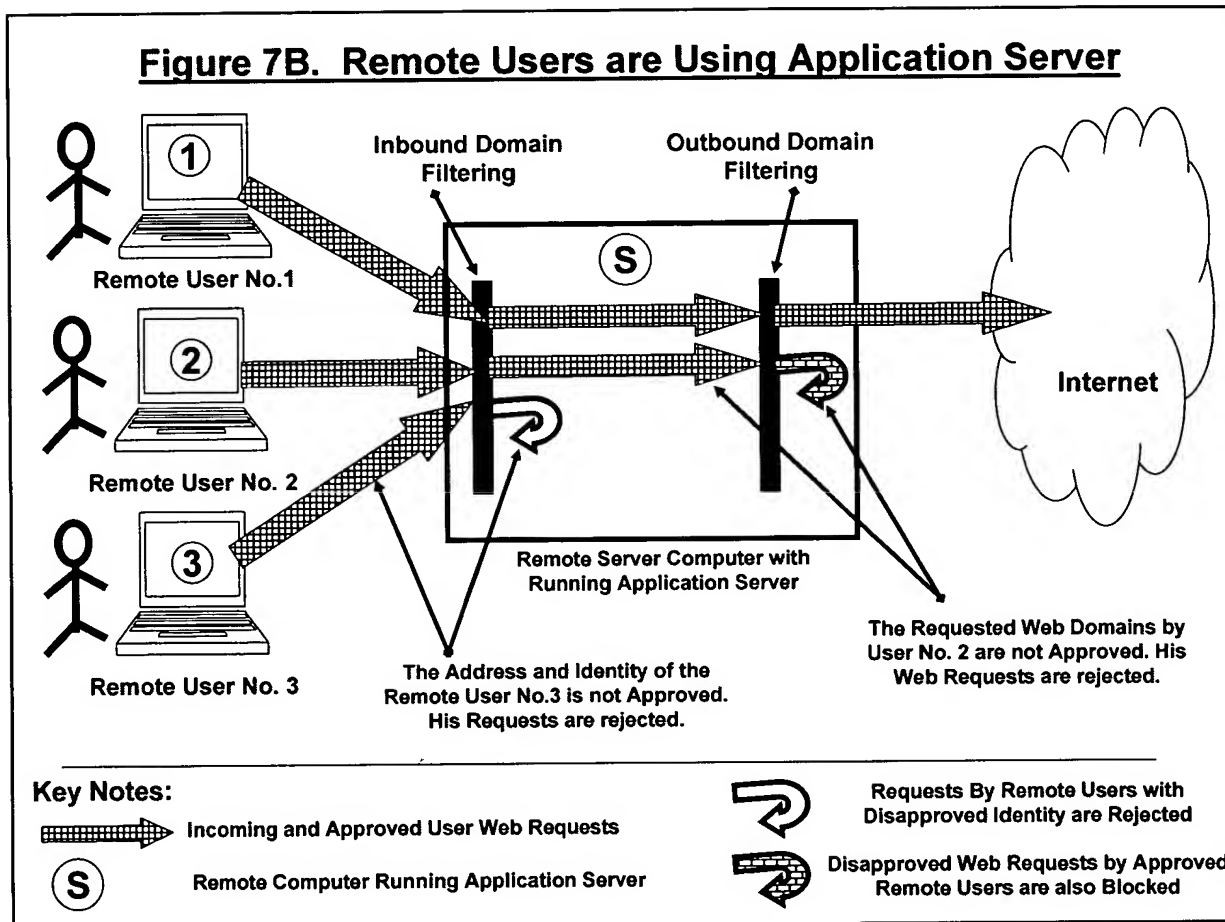 Figure 7B. Remote Users are Using Application Server
1
Remote User No.1
2
Remote User No. 2
3
Remote User No. 3
Inbound Domain
Filtering
Outbound Domain
Filtering
S
Internet
Remote Server Computer with
Running Application Server
The Address and Identity of the
Remote User No.3 is not Approved.
His Requests are rejected.
The Requested Web Domains by
User No. 2 are not Approved. His
Web Requests are rejected.
Key Notes:
Incoming and Approved User Web Requests
S
Remote Computer Running Application Server
Requests By Remote Users with
Disapproved Identity are Rejected
Disapproved Web Requests by Approved
Remote Users are also Blocked